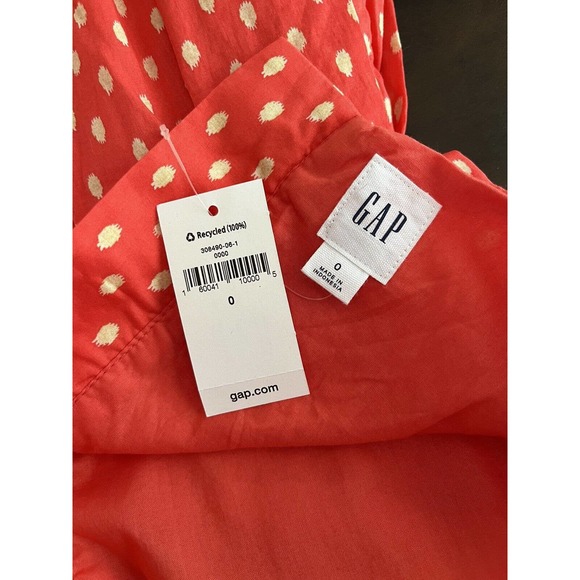 ♻ Recycled (100%)
308490-06-1
0000
1 60041 10000 5
0
gap.com
GAP
0
MADE IN
INDONESIA